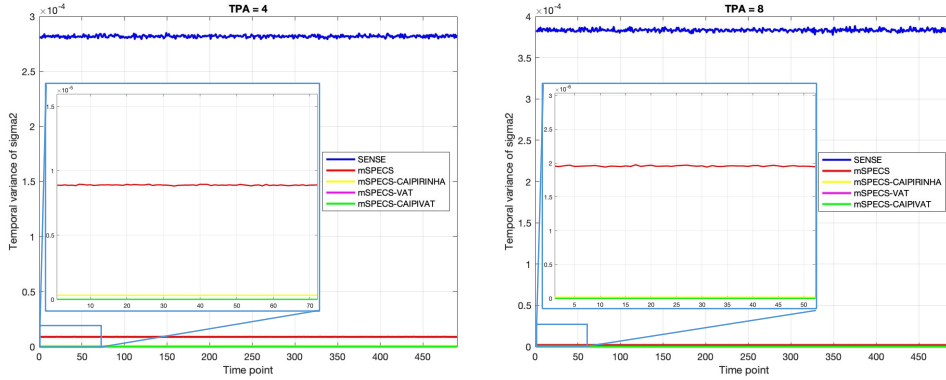 TPA = 4
3 ×10⁻⁴
2.5
2
1.5
1
0.5
0
Temporal variance of sigma2
0 50 100 150 200 250 300 350 400 450
Time point
×10⁻⁵
1.5
1
0.5
0
10 20 30 40 50 60 70
SENSE
mSPECS
mSPECS-CAIPIRINHA
mSPECS-VAT
mSPECS-CAIPIVAT
TPA = 8
4 ×10⁻⁴
3.5
3
2.5
2
1.5
1
0.5
0
Temporal variance of sigma2
0 50 100 150 200 250 300 350 400 450
Time point
×10⁻⁶
3
2.5
2
1.5
1
0.5
0
5 10 15 20 25 30 35 40 45 50
SENSE
mSPECS
mSPECS-CAIPIRINHA
mSPECS-VAT
mSPECS-CAIPIVAT